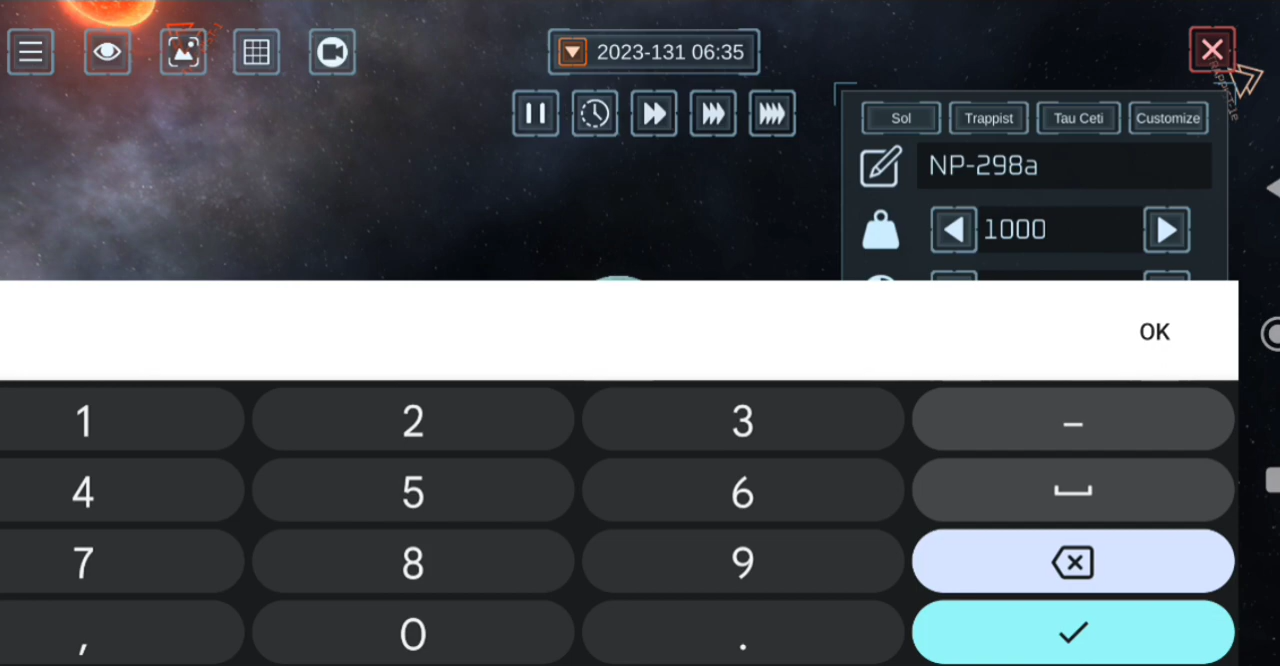 2023-131 06:35
Sol Trappist Tau Ceti Customize
NP-298a
1000
OK
1 2 3 –
4 5 6
7 8 9
, 0 .